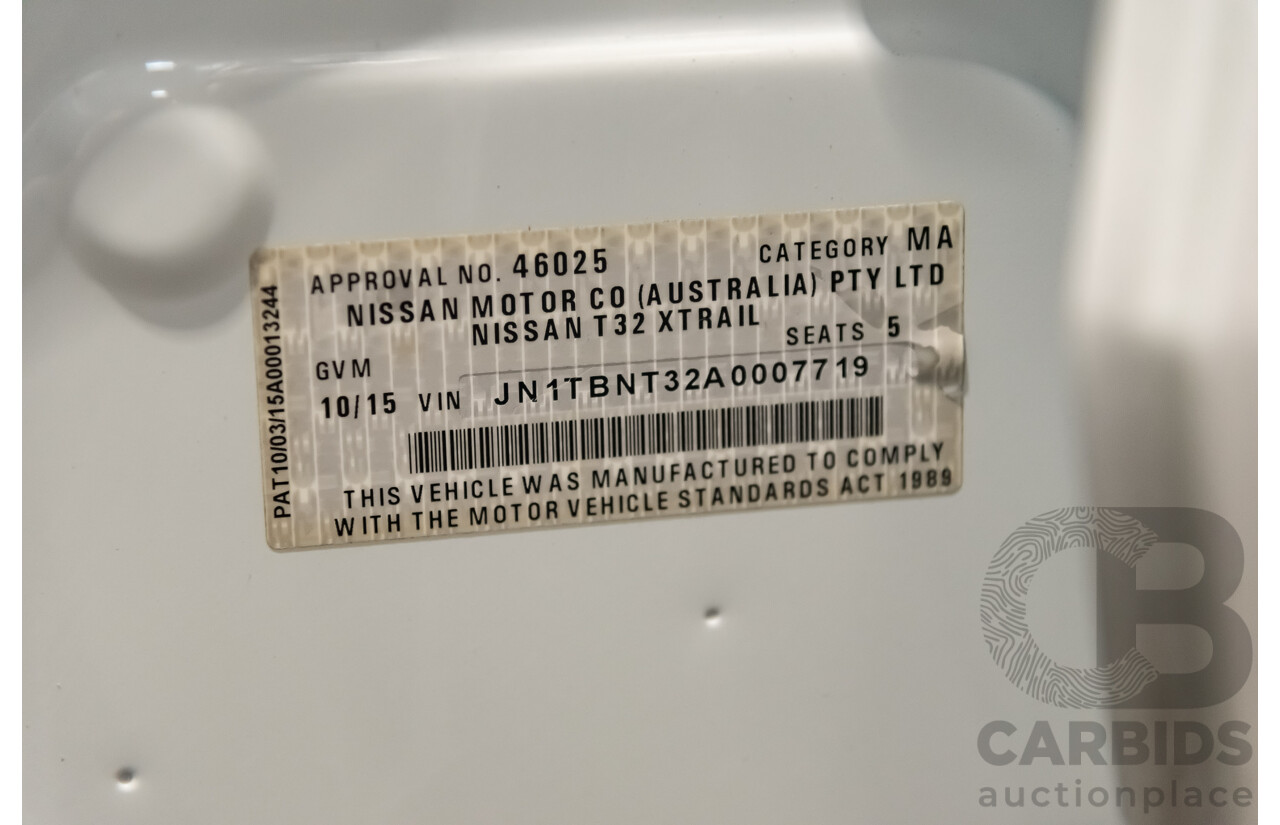 APPROVAL NO. 46025 CATEGORY MA
NISSAN MOTOR CO (AUSTRALIA) PTY LTD
NISSAN T32 XTRAIL
GVM SEATS 5
10/15 VIN JN1TBNT32A0007719
THIS VEHICLE WAS MANUFACTURED TO COMPLY
WITH THE MOTOR VEHICLE STANDARDS ACT 1989
PAT10/03/15A00013244
CB
CARBIDS
auctionplace